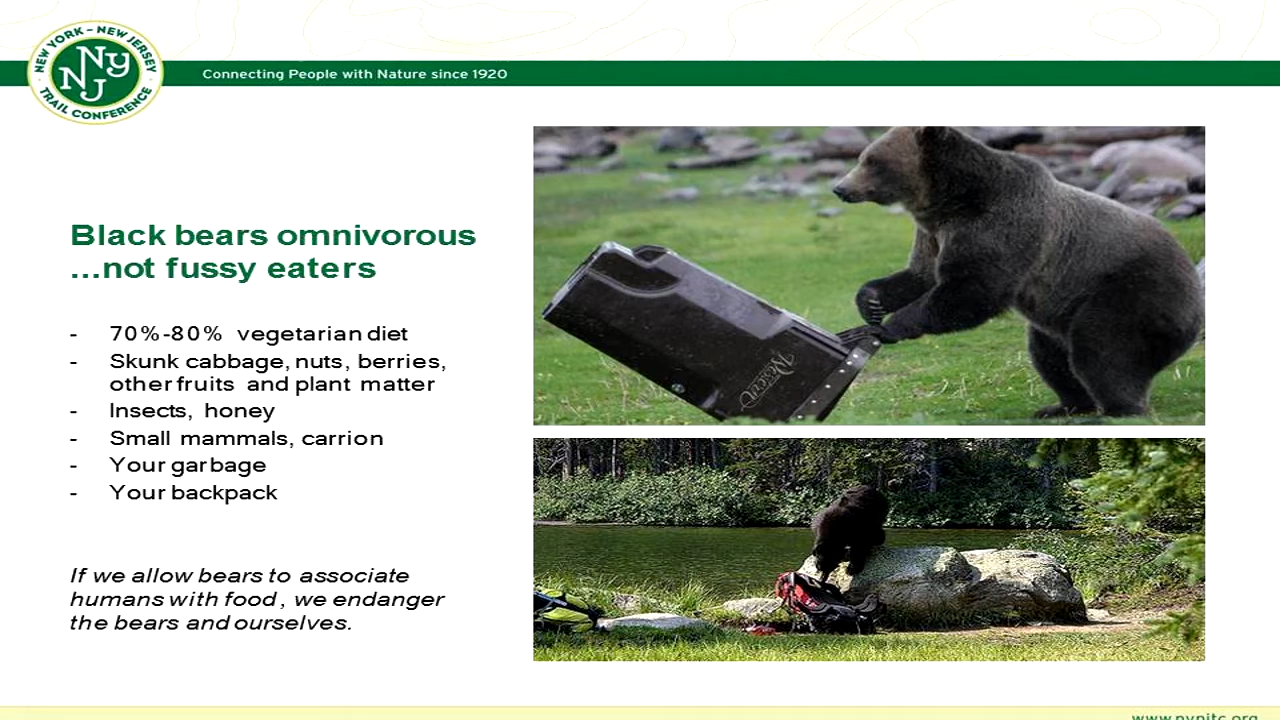 NEW YORK – NEW JERSEY
NY
NJ
TRAIL CONFERENCE
Connecting People with Nature since 1920
Black bears omnivorous
...not fussy eaters
- 70%-80% vegetarian diet
- Skunk cabbage, nuts, berries,
other fruits and plant matter
- Insects, honey
- Small mammals, carrion
- Your garbage
- Your backpack
If we allow bears to associate
humans with food, we endanger
the bears and ourselves.
www.nynjtc.org